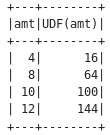 +---+--------+
|amt|UDF(amt)|
+---+--------+
|  4|      16|
|  8|      64|
| 10|     100|
| 12|     144|
+---+--------+